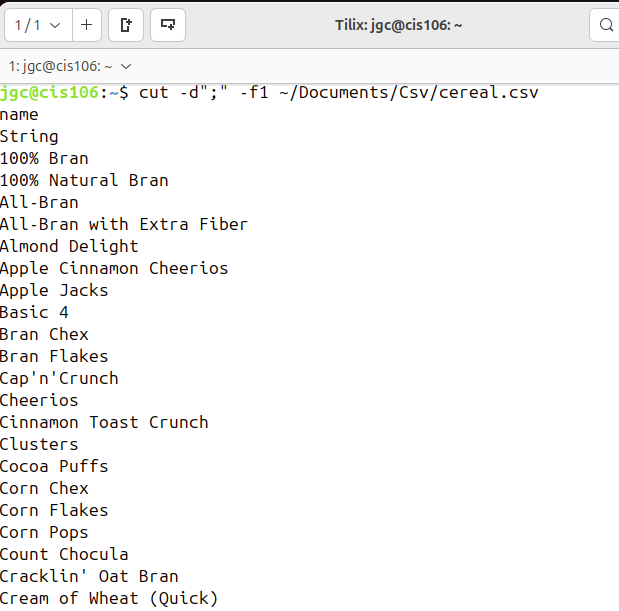 1 / 1
Tilix: jgc@cis106: ~
1: jgc@cis106: ~
jgc@cis106:~$ cut -d";" -f1 ~/Documents/Csv/cereal.csv
name
String
100% Bran
100% Natural Bran
All-Bran
All-Bran with Extra Fiber
Almond Delight
Apple Cinnamon Cheerios
Apple Jacks
Basic 4
Bran Chex
Bran Flakes
Cap'n'Crunch
Cheerios
Cinnamon Toast Crunch
Clusters
Cocoa Puffs
Corn Chex
Corn Flakes
Corn Pops
Count Chocula
Cracklin' Oat Bran
Cream of Wheat (Quick)